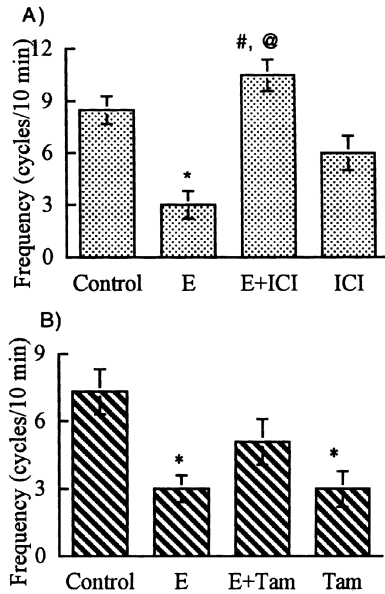 A)
Frequency (cycles/10 min)
12
#, @
9
6
*
3
0
Control E E+ICI ICI
B)
Frequency (cycles/10 min)
9
6
* *
3
0
Control E E+Tam Tam